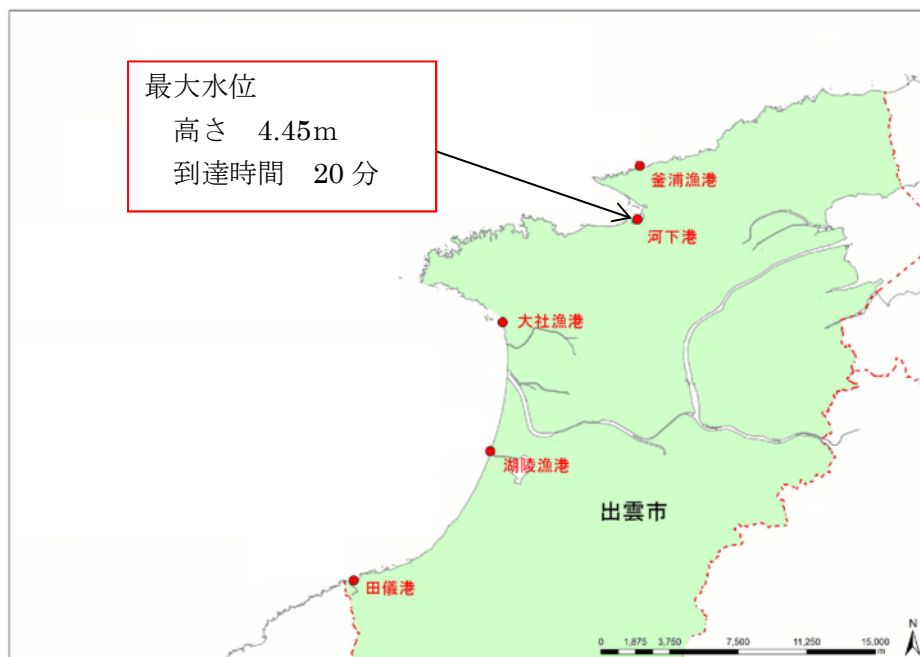 最大水位
高さ 4.45m
到達時間 20分
釜浦漁港
河下港
大社漁港
湖陵漁港
出雲市
田儀港
N
0 1,875 3,750 7,500 11,250 15,000
m